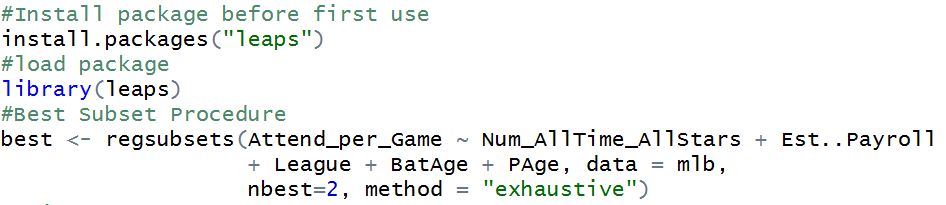 #Install package before first use
install.packages("leaps")
#load package
library(leaps)
#Best Subset Procedure
best <- regsubsets(Attend_per_Game ~ Num_AllTime_AllStars + Est..Payroll
+ League + BatAge + PAge, data = mlb,
nbest=2, method = "exhaustive")